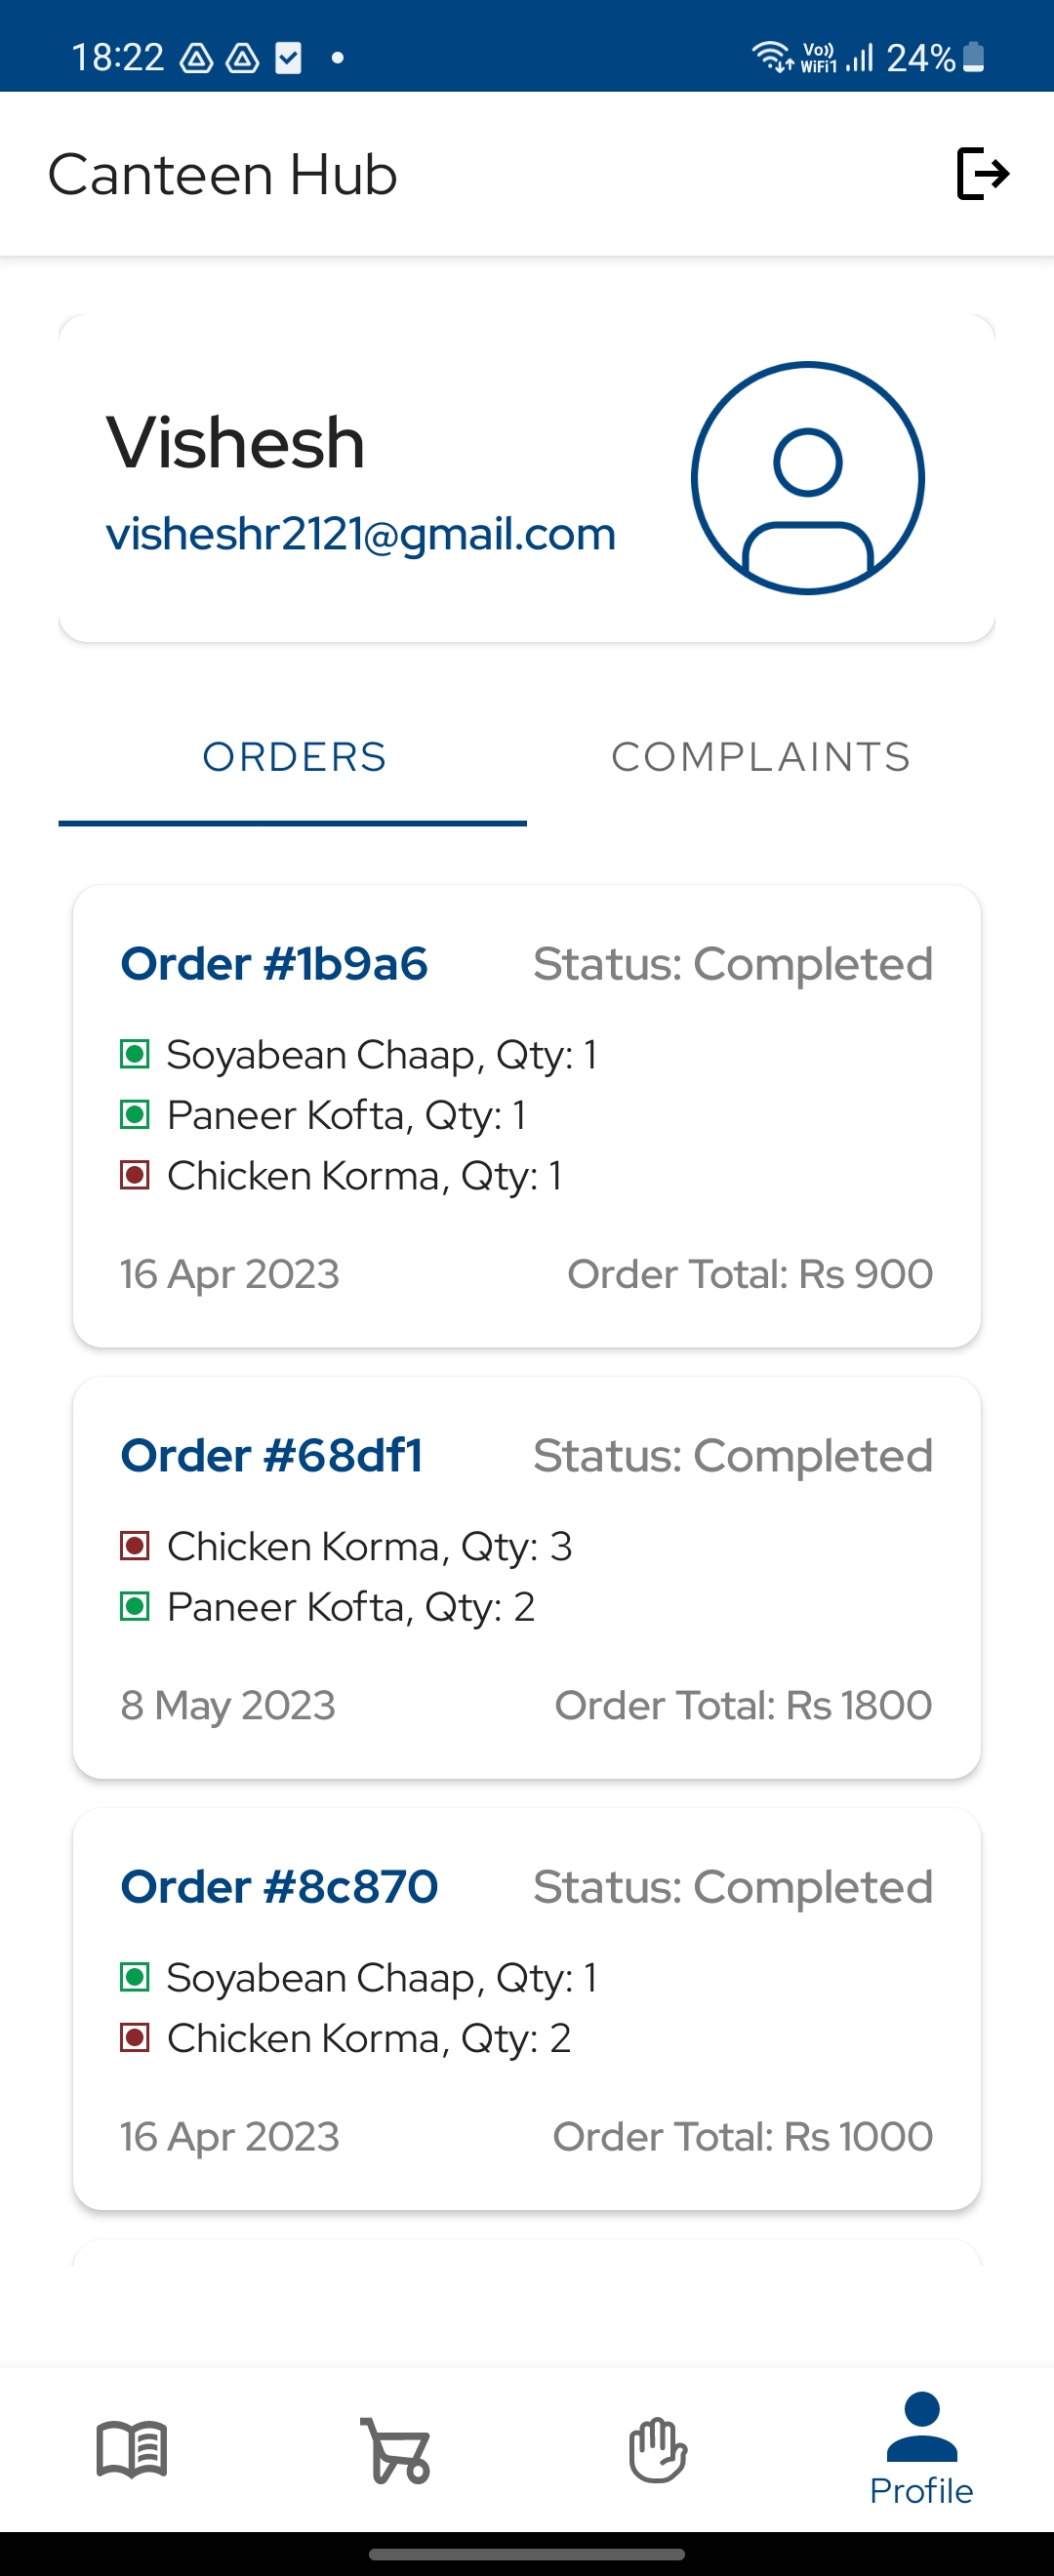 18:22 Vo)) WiFi1 24%
Canteen Hub
Vishesh
visheshr2121@gmail.com
ORDERS COMPLAINTS
Order #1b9a6 Status: Completed
Soyabean Chaap, Qty: 1
Paneer Kofta, Qty: 1
Chicken Korma, Qty: 1
16 Apr 2023 Order Total: Rs 900
Order #68df1 Status: Completed
Chicken Korma, Qty: 3
Paneer Kofta, Qty: 2
8 May 2023 Order Total: Rs 1800
Order #8c870 Status: Completed
Soyabean Chaap, Qty: 1
Chicken Korma, Qty: 2
16 Apr 2023 Order Total: Rs 1000
Profile